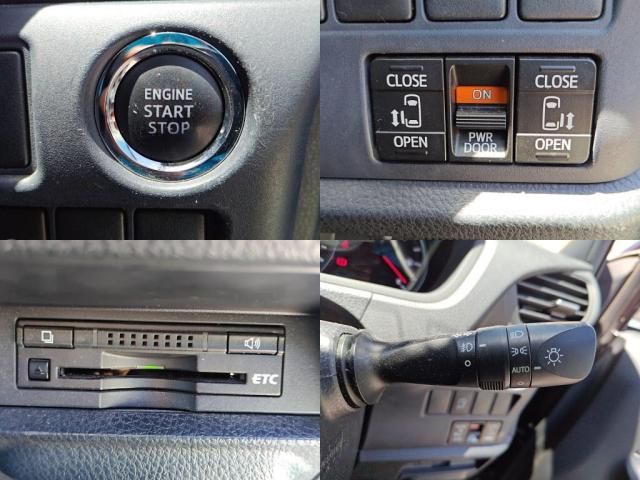 ENGINE
START
STOP
CLOSE
OPEN
ON
PWR
DOOR
CLOSE
OPEN
ETC
AUTO